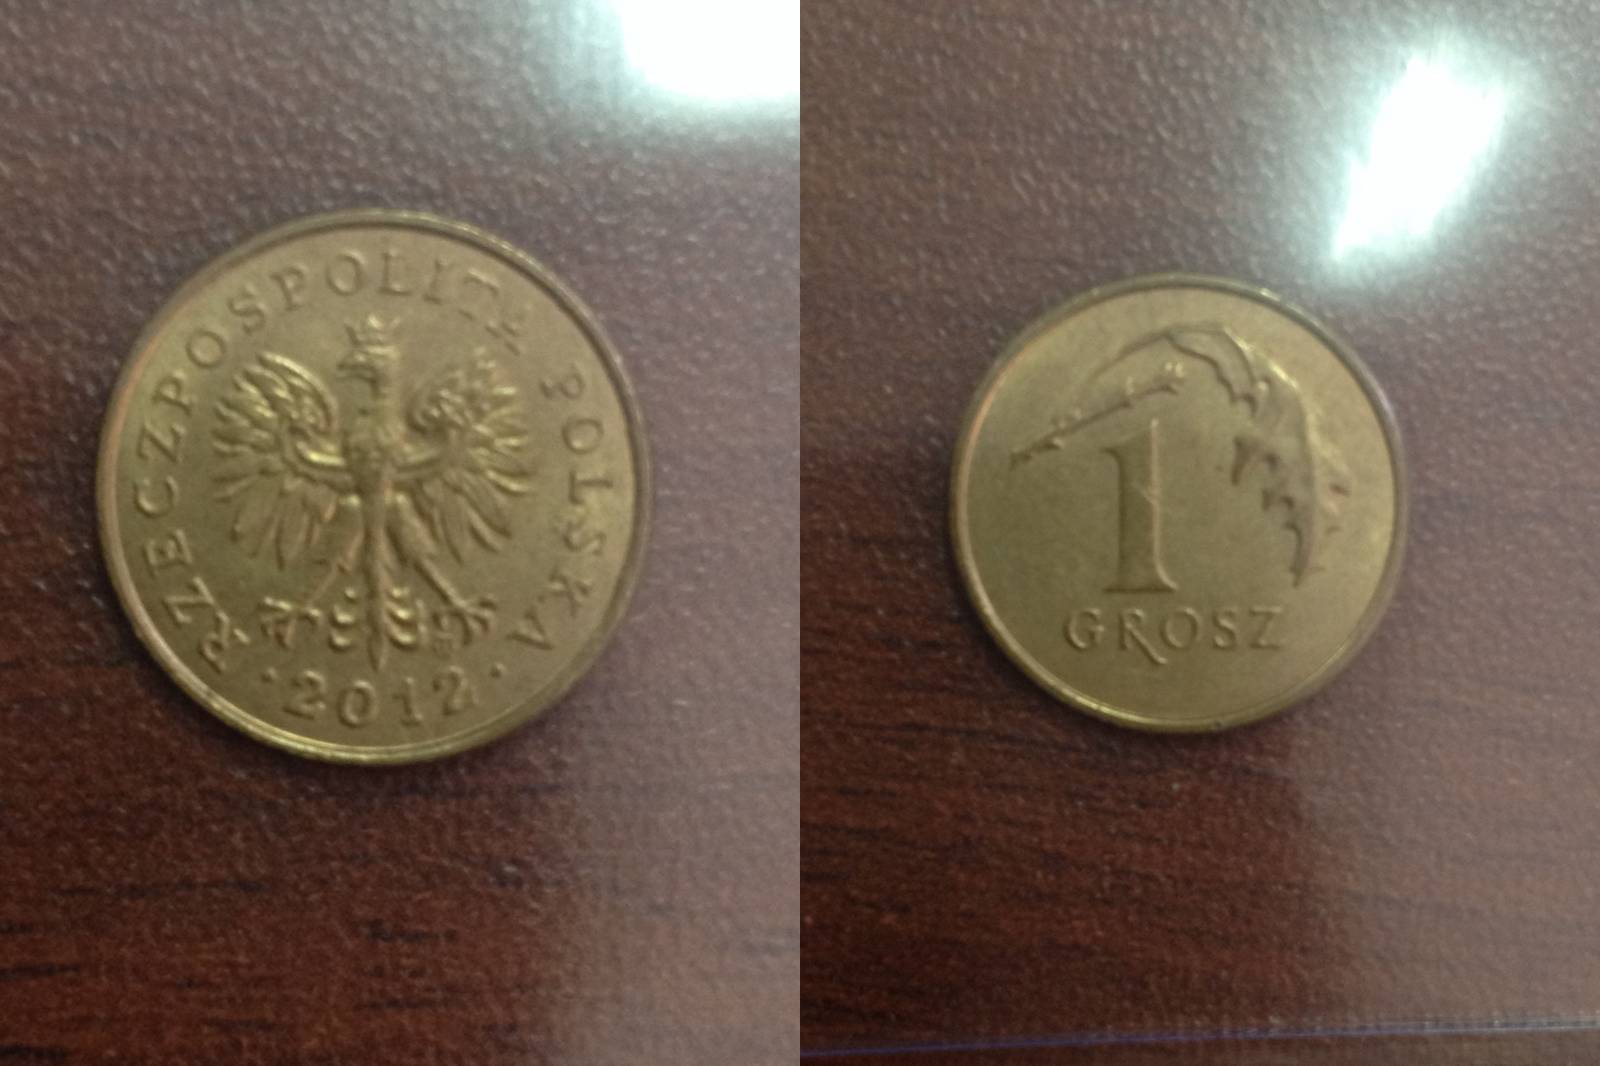 RZECZPOSPOLITA POLSKA
· 2012 ·
1
GROSZ